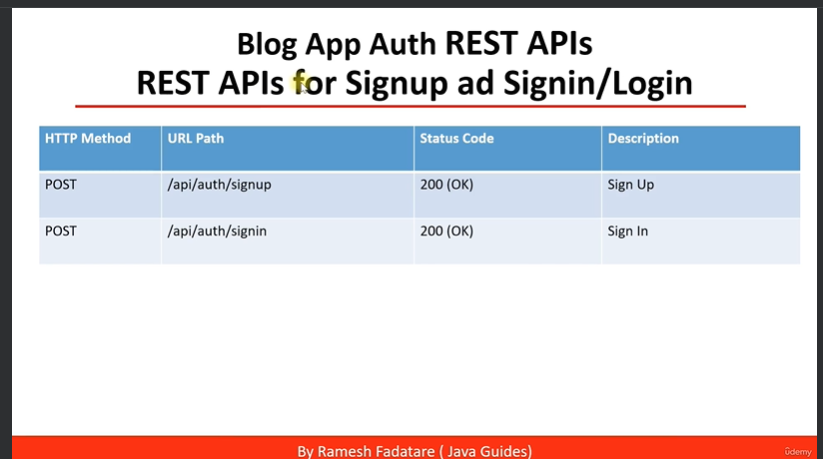 Blog App Auth REST APIs
REST APIs for Signup ad Signin/Login
HTTP Method URL Path Status Code Description
POST /api/auth/signup 200 (OK) Sign Up
POST /api/auth/signin 200 (OK) Sign In
By Ramesh Fadatare ( Java Guides)
ûdemy